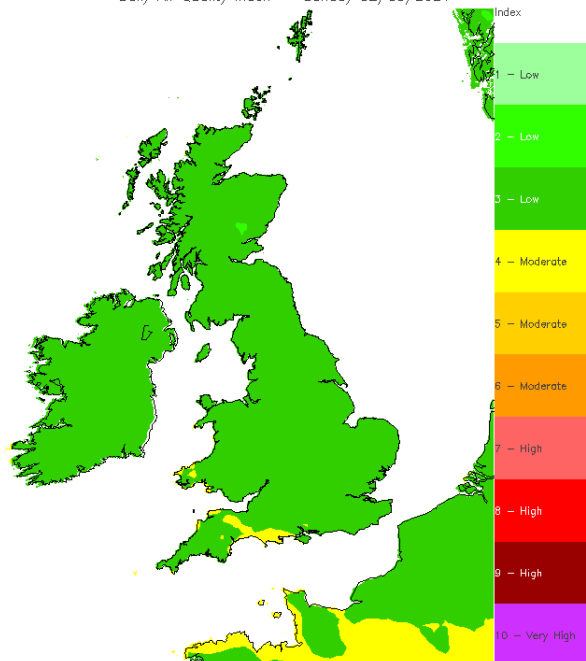 Index
1 - Low
2 - Low
3 - Low
4 - Moderate
5 - Moderate
6 - Moderate
7 - High
8 - High
9 - High
10 - Very High